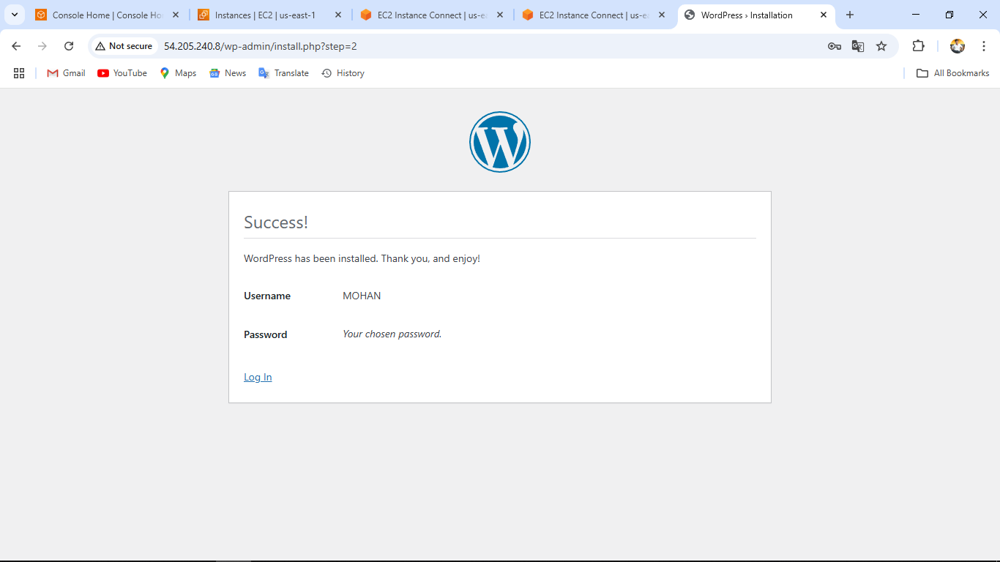 Console Home | Console Ho
Instances | EC2 | us-east-1
EC2 Instance Connect | us-ea
EC2 Instance Connect | us-ea
WordPress › Installation
Not secure
54.205.240.8/wp-admin/install.php?step=2
Gmail
YouTube
Maps
News
Translate
History
All Bookmarks
Success!
WordPress has been installed. Thank you, and enjoy!
Username MOHAN
Password Your chosen password.
Log In